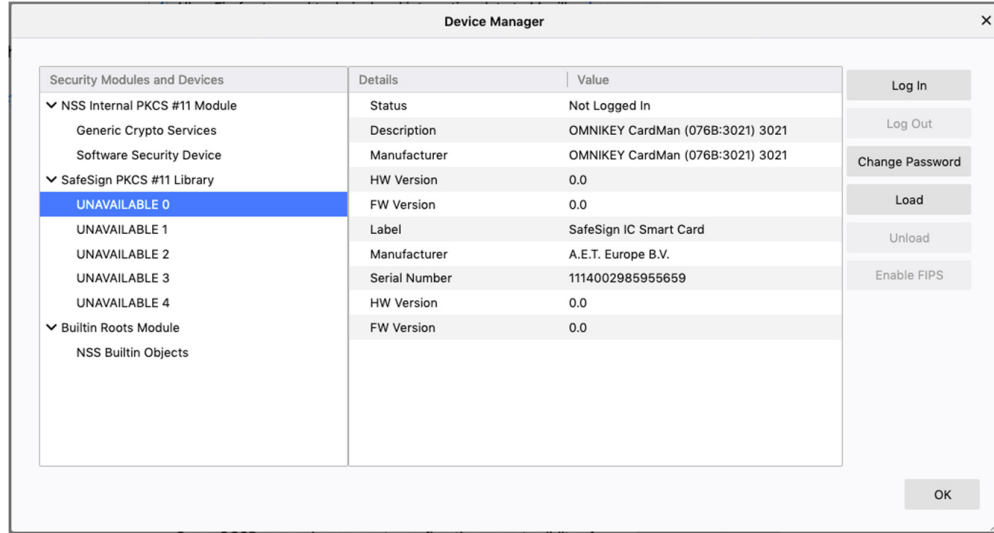 Device Manager
Security Modules and Devices
NSS Internal PKCS #11 Module
Generic Crypto Services
Software Security Device
SafeSign PKCS #11 Library
UNAVAILABLE 0
UNAVAILABLE 1
UNAVAILABLE 2
UNAVAILABLE 3
UNAVAILABLE 4
Builtin Roots Module
NSS Builtin Objects
Details Value
Status Not Logged In
Description OMNIKEY CardMan (076B:3021) 3021
Manufacturer OMNIKEY CardMan (076B:3021) 3021
HW Version 0.0
FW Version 0.0
Label SafeSign IC Smart Card
Manufacturer A.E.T. Europe B.V.
Serial Number 1114002985955659
HW Version 0.0
FW Version 0.0
Log In
Log Out
Change Password
Load
Unload
Enable FIPS
OK